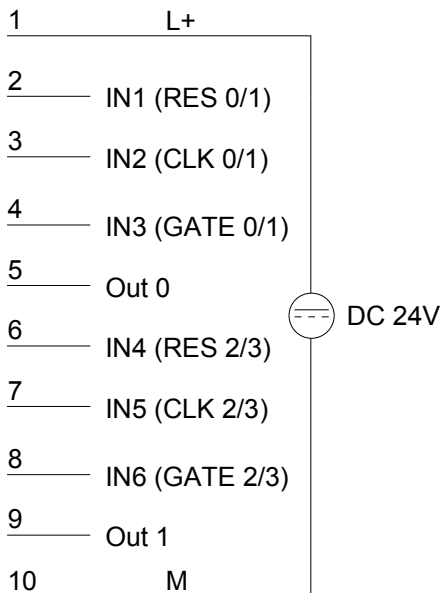 1 L+
2 IN1 (RES 0/1)
3 IN2 (CLK 0/1)
4 IN3 (GATE 0/1)
5 Out 0
DC 24V
6 IN4 (RES 2/3)
7 IN5 (CLK 2/3)
8 IN6 (GATE 2/3)
9 Out 1
10 M